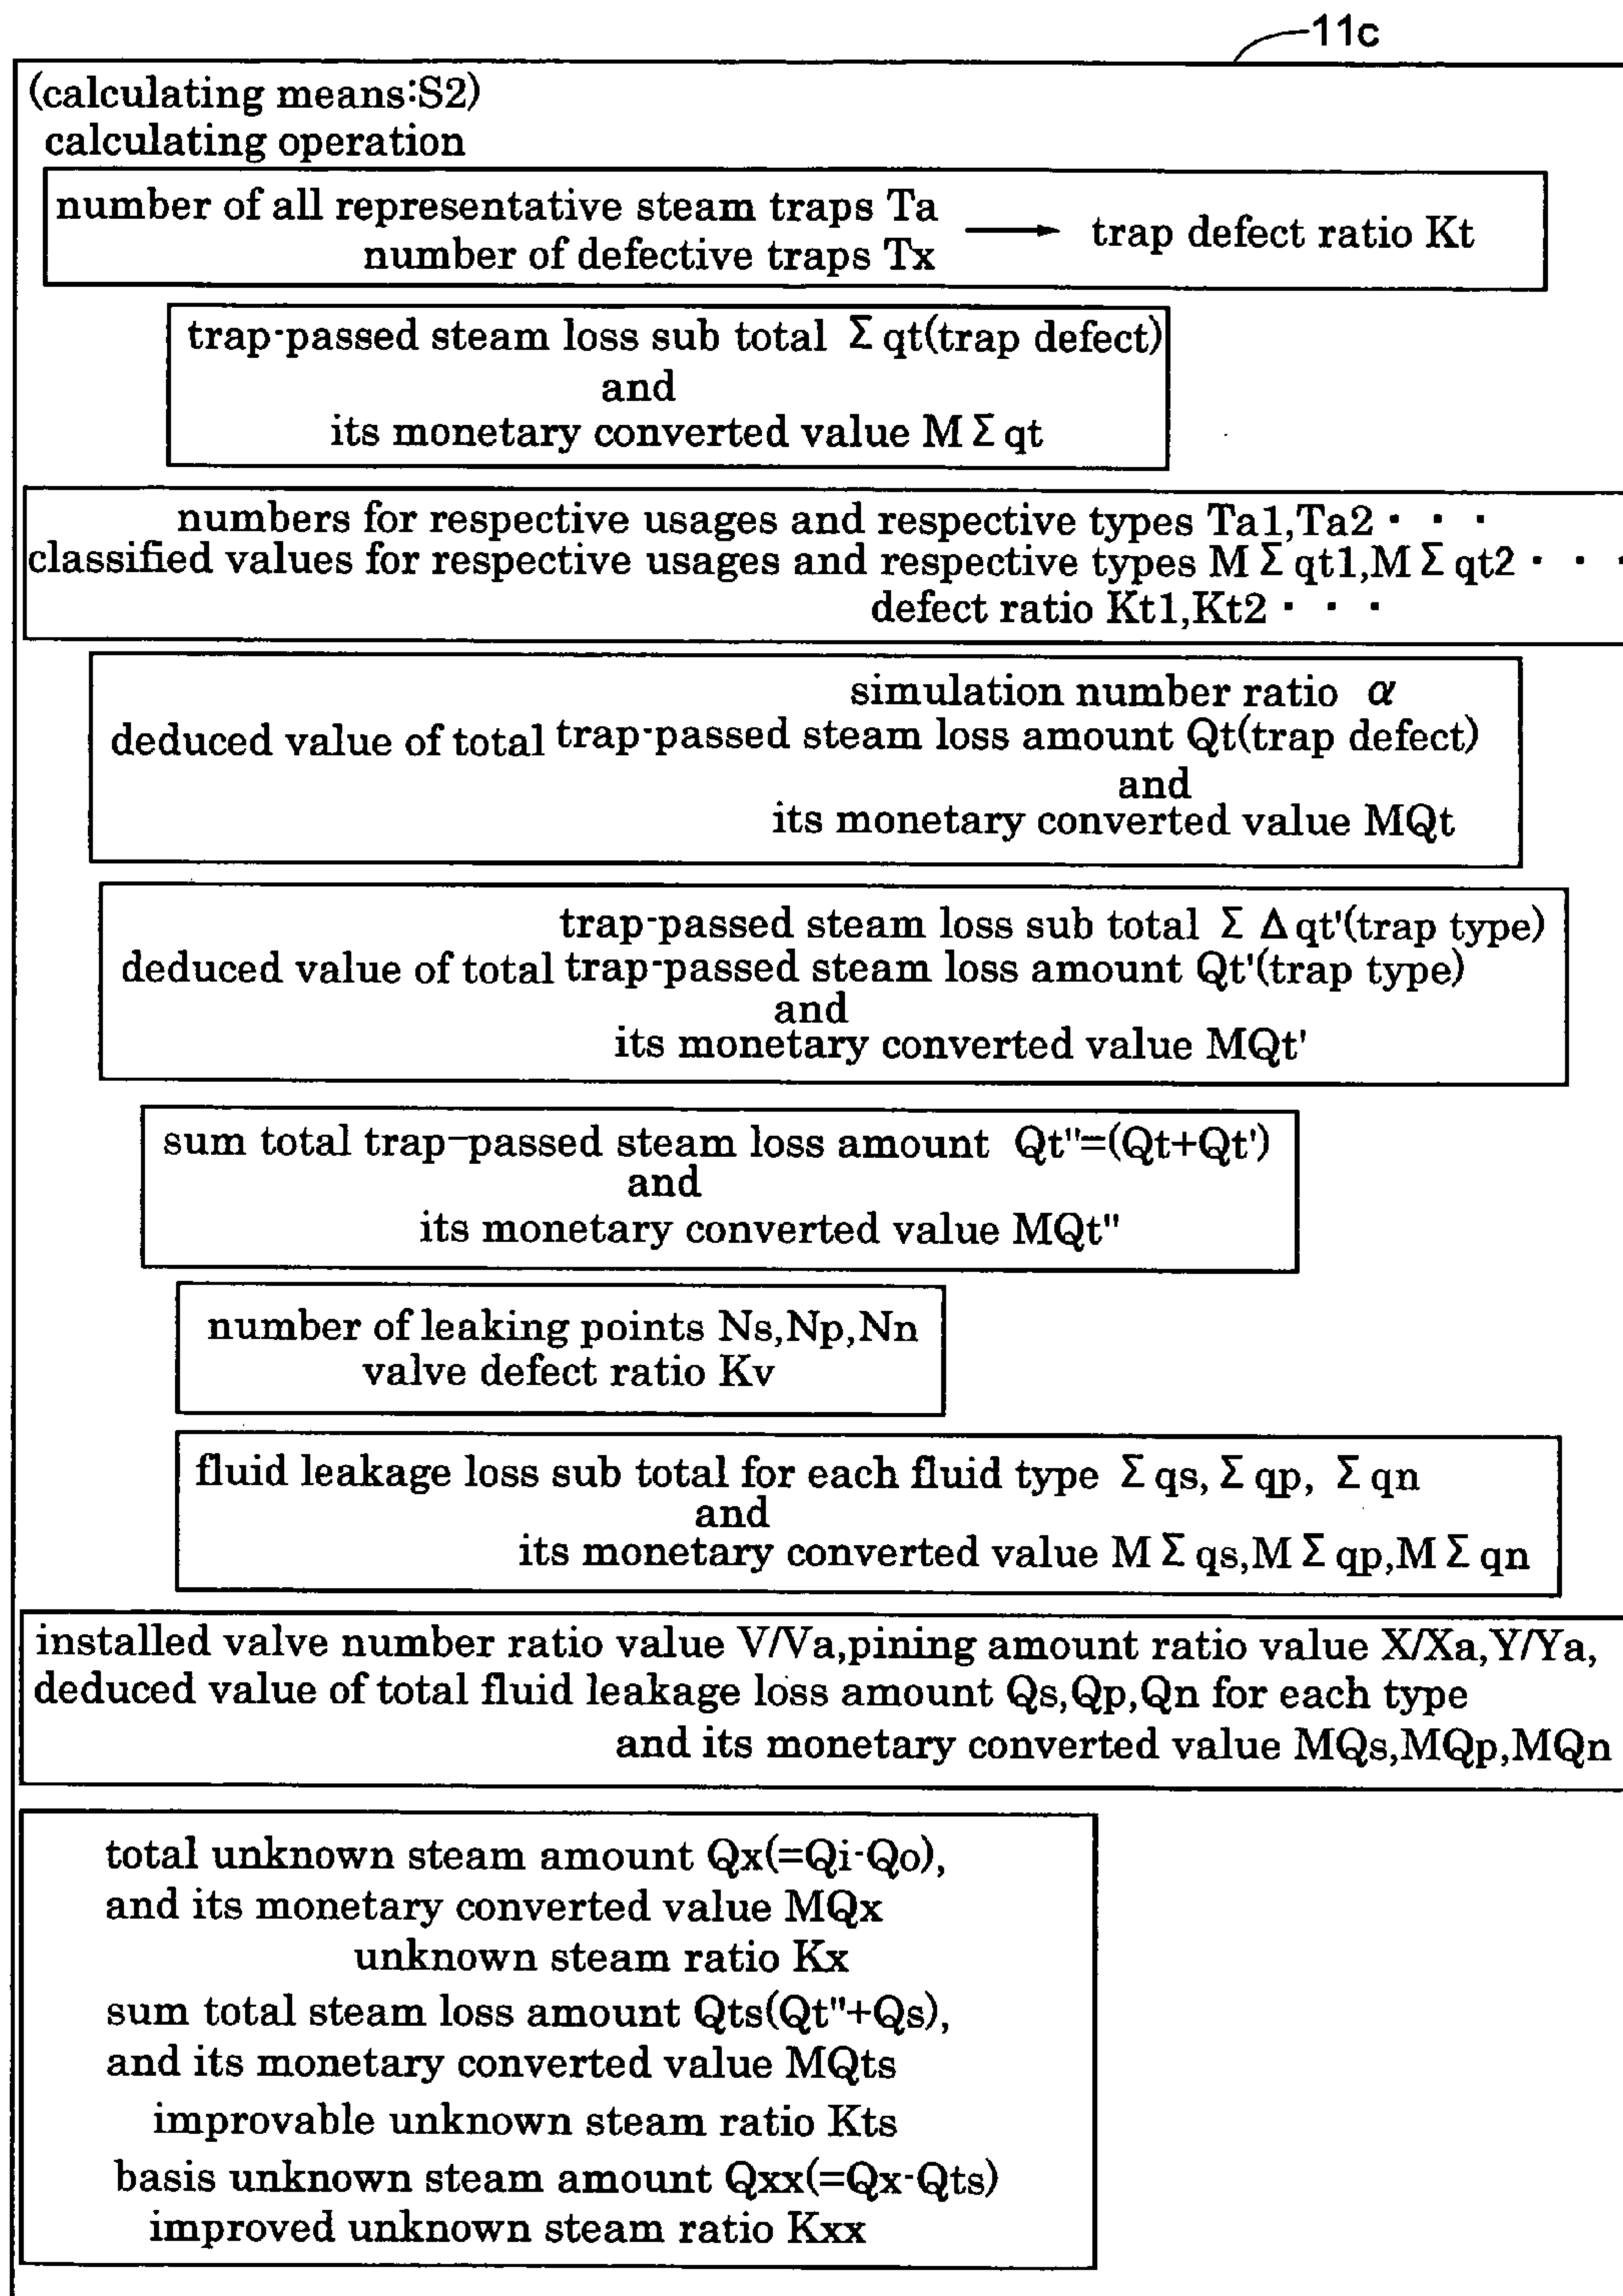 11c
(calculating means:S2)
calculating operation
number of all representative steam traps Ta
number of defective traps Tx
→ trap defect ratio Kt
trap-passed steam loss sub total Σqt(trap defect)
and
its monetary converted value MΣqt
numbers for respective usages and respective types Ta1,Ta2・・・
classified values for respective usages and respective types MΣqt1,MΣqt2・・・
defect ratio Kt1,Kt2・・・
simulation number ratio α
deduced value of total trap-passed steam loss amount Qt(trap defect)
and
its monetary converted value MQt
trap-passed steam loss sub total ΣΔqt'(trap type)
deduced value of total trap-passed steam loss amount Qt'(trap type)
and
its monetary converted value MQt'
sum total trap-passed steam loss amount Qt"=(Qt+Qt')
and
its monetary converted value MQt"
number of leaking points Ns,Np,Nn
valve defect ratio Kv
fluid leakage loss sub total for each fluid type Σqs,Σqp, Σqn
and
its monetary converted value MΣqs,MΣqp,MΣqn
installed valve number ratio value V/Va,pining amount ratio value X/Xa,Y/Ya,
deduced value of total fluid leakage loss amount Qs,Qp,Qn for each type
and its monetary converted value MQs,MQp,MQn
total unknown steam amount Qx(=Qi-Qo),
and its monetary converted value MQx
unknown steam ratio Kx
sum total steam loss amount Qts(Qt"+Qs),
and its monetary converted value MQts
improvable unknown steam ratio Kts
basis unknown steam amount Qxx(=Qx-Qts)
improved unknown steam ratio Kxx